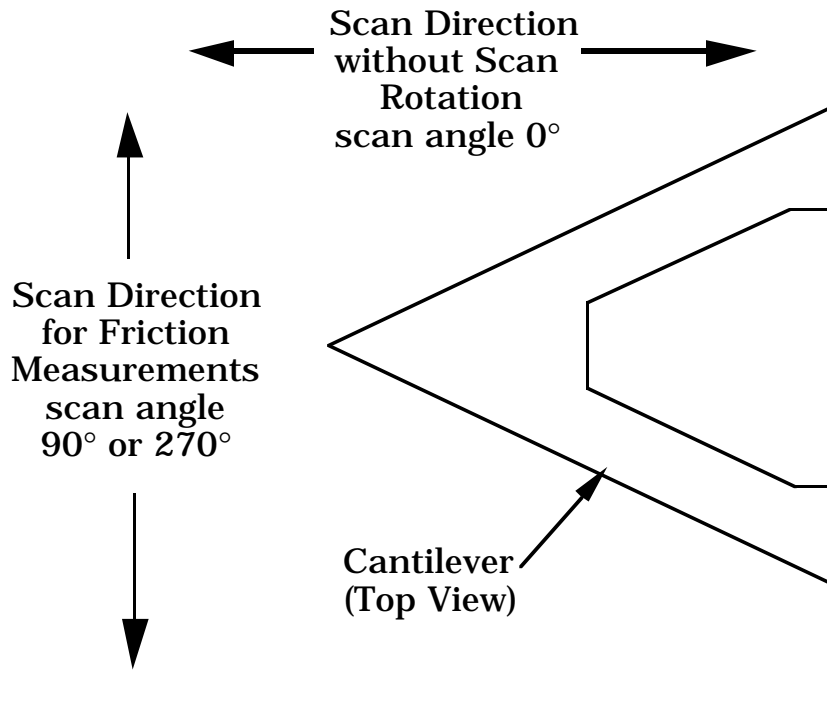 Scan Direction
without Scan
Rotation
scan angle 0°
Scan Direction
for Friction
Measurements
scan angle
90° or 270°
Cantilever
(Top View)